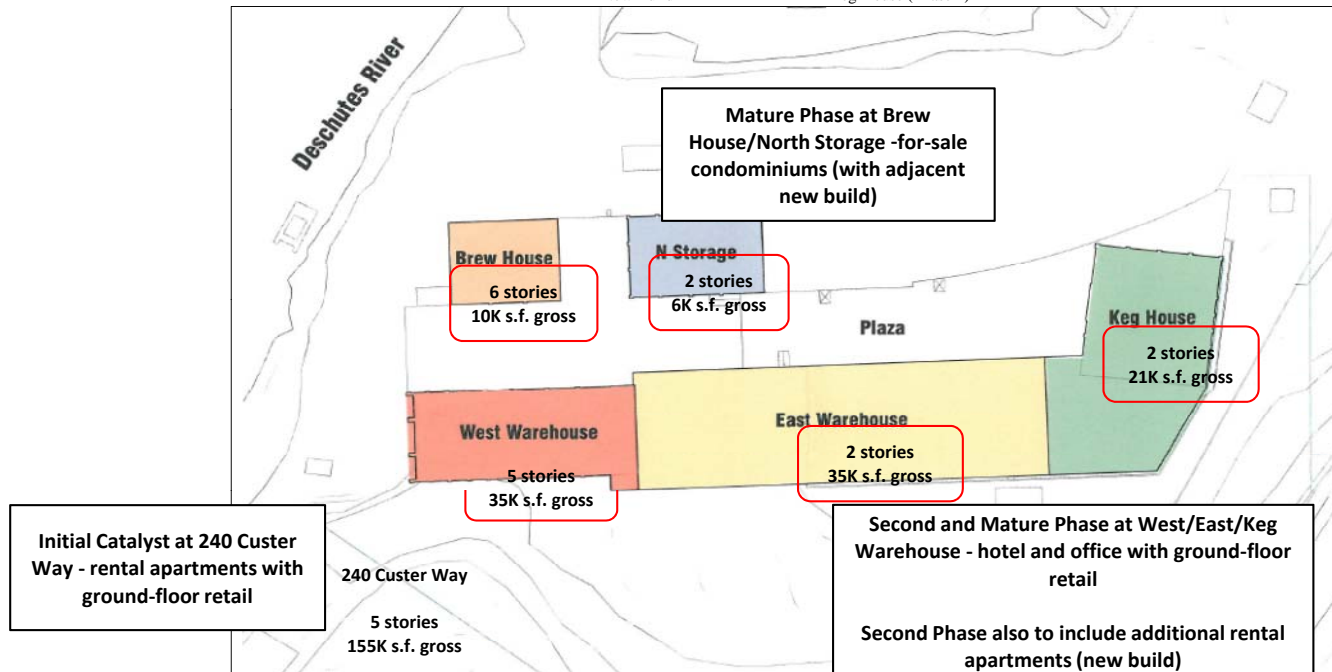 Deschutes River
Mature Phase at Brew
House/North Storage -for-sale
condominiums (with adjacent
new build)
Brew House
6 stories
10K s.f. gross
N Storage
2 stories
6K s.f. gross
Plaza
Keg House
2 stories
21K s.f. gross
West Warehouse
5 stories
35K s.f. gross
East Warehouse
2 stories
35K s.f. gross
Initial Catalyst at 240 Custer
Way - rental apartments with
ground-floor retail
240 Custer Way
5 stories
155K s.f. gross
Second and Mature Phase at West/East/Keg
Warehouse - hotel and office with ground-floor
retail
Second Phase also to include additional rental
apartments (new build)